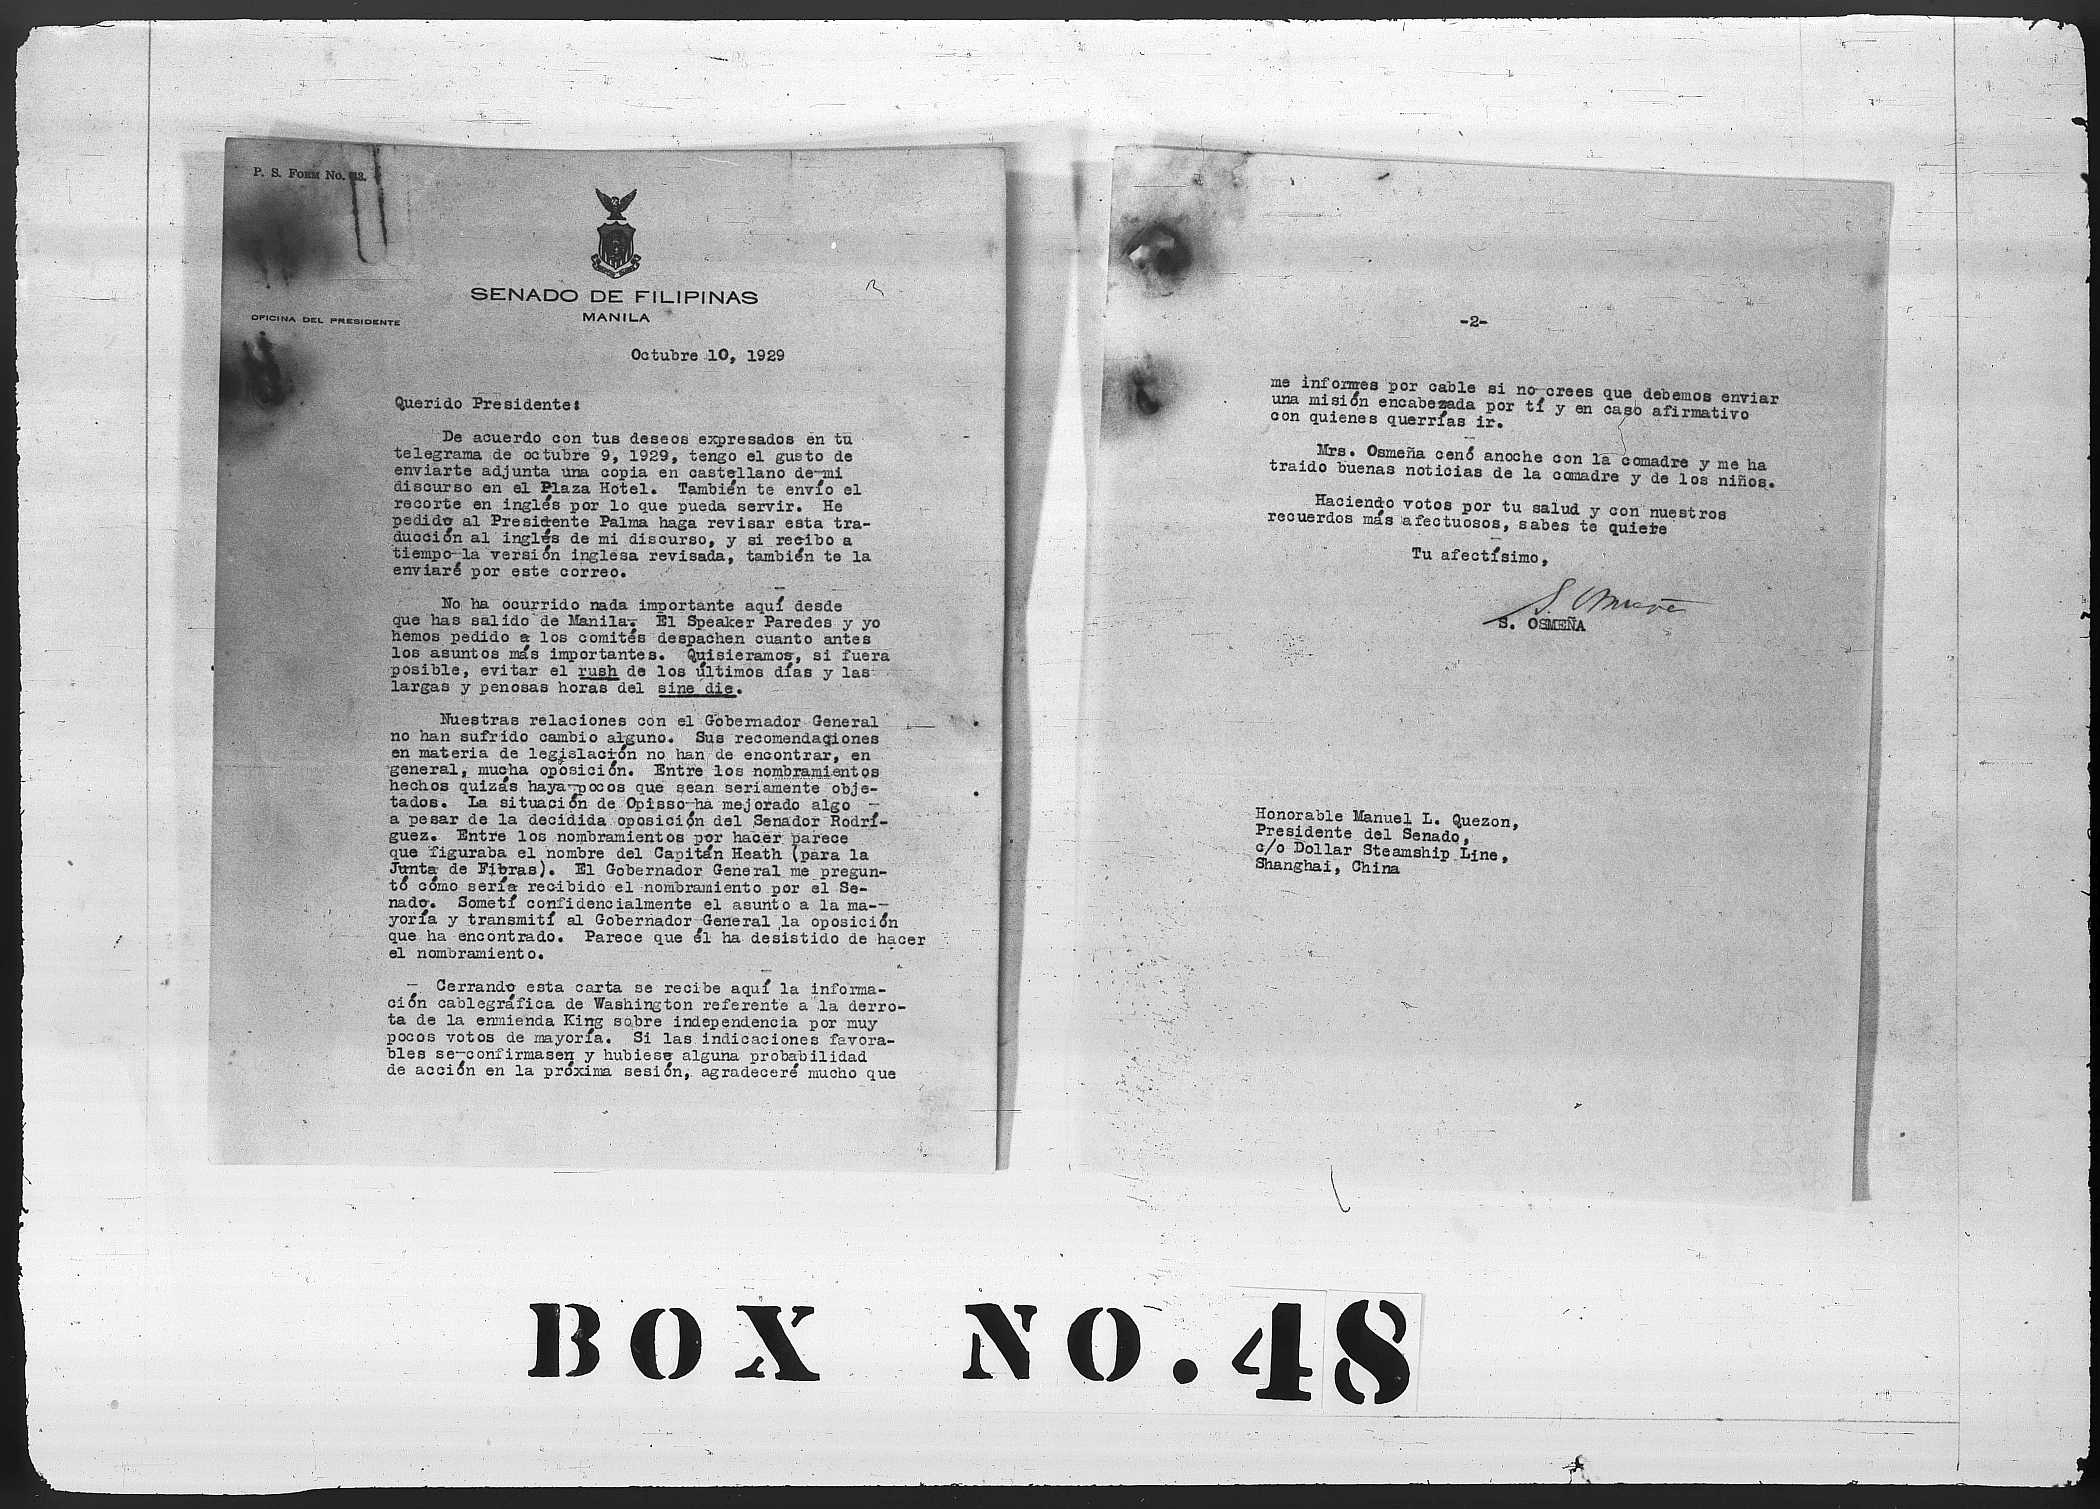 P. S. FORM No.
SENADO DE FILIPINAS
MANILA
OFICINA DEL PRESIDENTE
Octubre 10, 1929
Querido Presidente:
De acuerdo con tus deseos expresados en tu
telegrama de octubre 9, 1929, tengo el gusto de
enviarte adjunta una copia en castellano de mi
discurso en el Plaza Hotel. También te envío el
recorte en inglés por lo que pueda servir. He
pedido al Presidente Palma haga revisar esta tra-
ducción al inglés de mi discurso, y si recibo a
tiempo la versión inglesa revisada, también te la
enviaré por este correo.
No ha ocurrido nada importante aquí desde
que has salido de Manila. El Speaker Paredes y yo
hemos pedido a los comités despachen cuanto antes
los asuntos más importantes. Quisieramos, si fuera
posible, evitar el rush de los últimos días y las
largas y penosas horas del sine die.
Nuestras relaciones con el Gobernador General
no han sufrido cambio alguno. Sus recomendaciones
en materia de legislación no han de encontrar, en
general, mucha oposición. Entre los nombramientos
hechos quizás haya pocos que sean seriamente obje-
tados. La situación de Opisso ha mejorado algo
a pesar de la decidida oposición del Senador Rodrí-
guez. Entre los nombramientos por hacer parece
que figuraba el nombre del Capitán Heath (para la
Junta de Fibras). El Gobernador General me pregun-
tó cómo sería recibido el nombramiento por el Se-
nado. Sometí confidencialmente el asunto a la ma-
yoría y transmití al Gobernador General la oposición
que ha encontrado. Parece que él ha desistido de hacer
el nombramiento.
Cerrando esta carta se recibe aquí la informa-
ción cablegráfica de Washington referente a la derro-
ta de la enmienda King sobre independencia por muy
pocos votos de mayoría. Si las indicaciones favora-
bles se confirmasen y hubiese alguna probabilidad
de acción en la próxima sesión, agradeceré mucho que
-2-
me informes por cable si no crees que debemos enviar
una misión encabezada por tí y en caso afirmativo
con quienes querrías ir.
Mrs. Osmeña cenó anoche con la comadre y me ha
traido buenas noticias de la comadre y de los niños.
Haciendo votos por tu salud y con nuestros
recuerdos más afectuosos, sabes te quiere
Tu afectísimo,
S. Osmeña
S. OSMEÑA
Honorable Manuel L. Quezon,
Presidente del Senado,
c/o Dollar Steamship Line,
Shanghai, China
BOX NO. 48